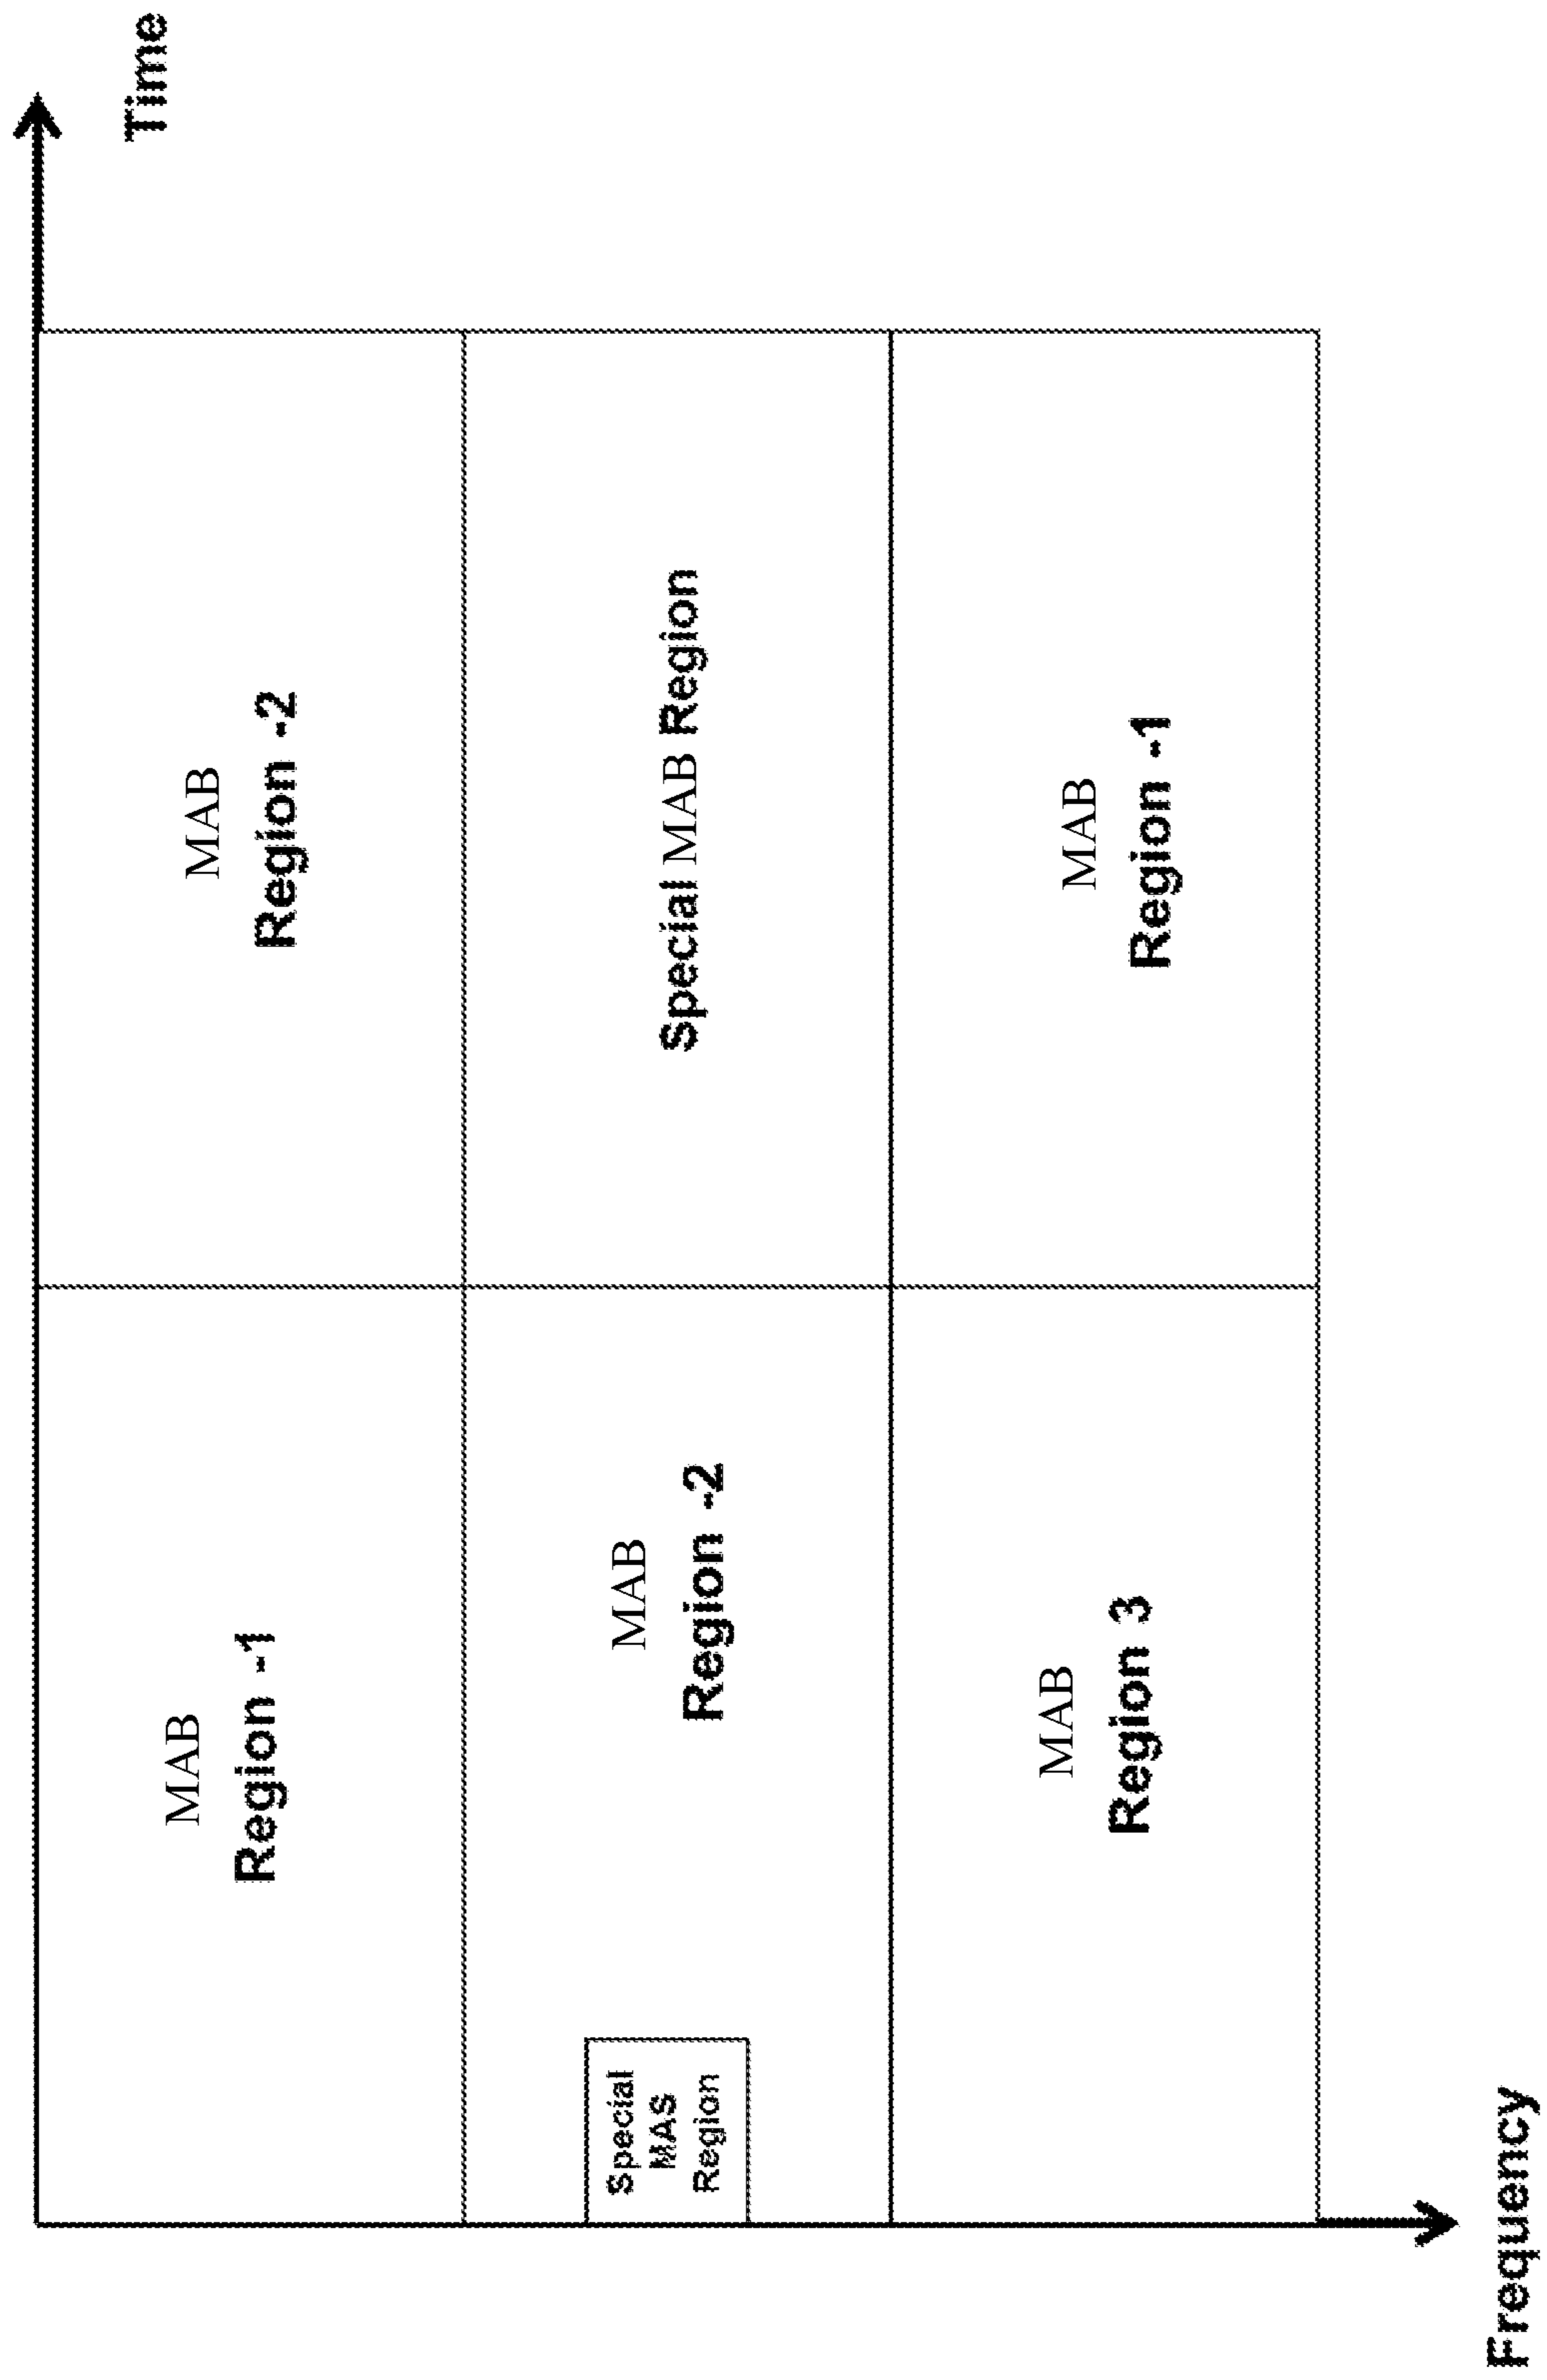 Time
MAB
Region -1
MAB
Region -2
Special
MAS
Region
MAB
Region -2
Special MAB Region
MAB
Region 3
MAB
Region -1
Frequency